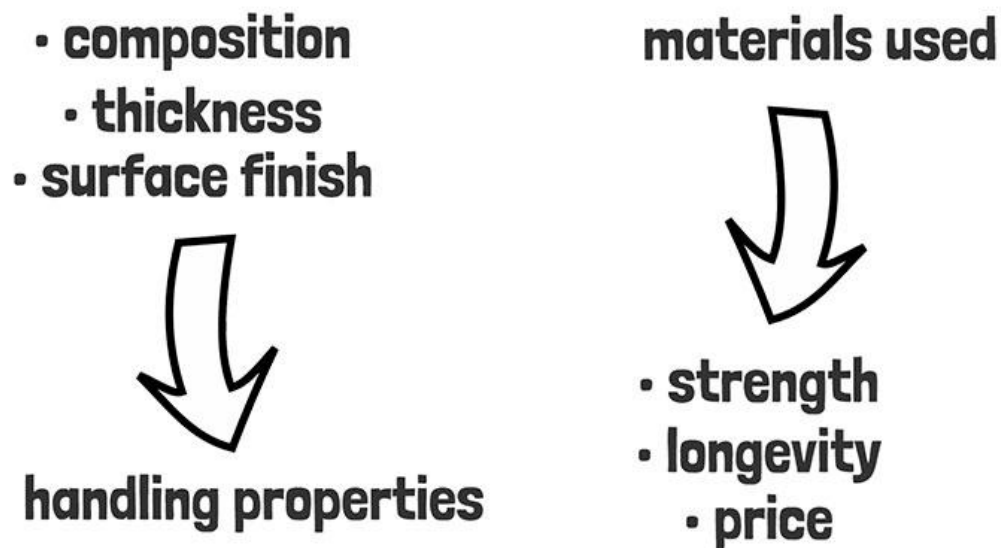 · composition
· thickness
· surface finish
handling properties
materials used
· strength
· longevity
· price